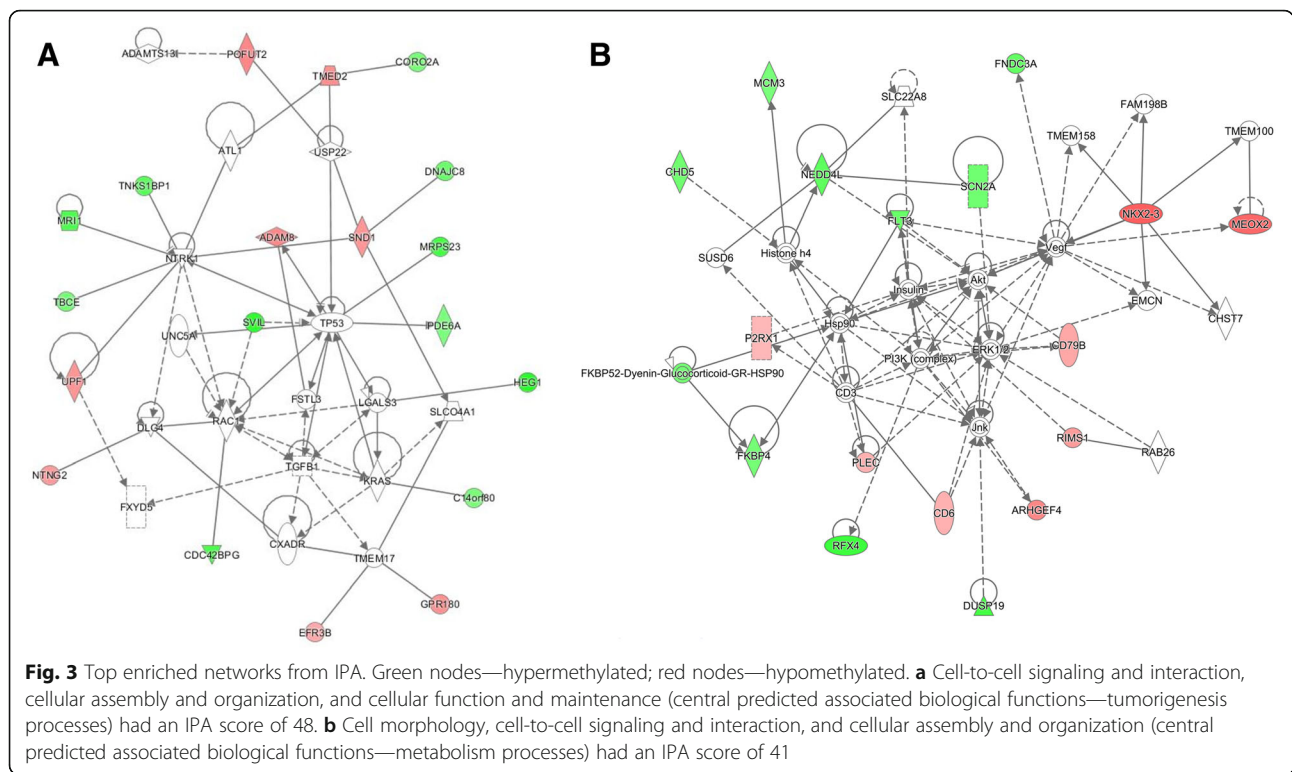 A
B
ADAMTS13l
POFUT2
TMED2
CORO2A
ATL1
USP22
TNKS1BP1
DNAJC8
MRI1
ADAM8
SND1
MRPS23
NTRK1
TBCE
UNC5A
SVIL
TP53
PDE6A
UPF1
HEG1
FSTL3
LGALS3
SLCO4A1
DLG4
RAC1
TGFB1
KRAS
NTNG2
FXYD5
C14orf80
CDC42BPG
CXADR
TMEM17
GPR180
EFR3B
FNDC3A
MCM3
SLC22A8
FAM198B
TMEM158
TMEM100
CHD5
NEDD4L
SCN2A
NKX2-3
MEOX2
FLT3
SUSD6
Histone h4
Vegf
Insulin
Akt
EMCN
CHST7
Hsp90
P2RX1
PI3K (complex)
ERK1/2
CD79B
FKBP52-Dyenin-Glucocorticoid-GR-HSP90
CD3
Jnk
RIMS1
RAB26
FKBP4
PLEC
CD6
ARHGEF4
RFX4
DUSP19
Fig. 3 Top enriched networks from IPA. Green nodes—hypermethylated; red nodes—hypomethylated. a Cell-to-cell signaling and interaction,
cellular assembly and organization, and cellular function and maintenance (central predicted associated biological functions—tumorigenesis
processes) had an IPA score of 48. b Cell morphology, cell-to-cell signaling and interaction, and cellular assembly and organization (central
predicted associated biological functions—metabolism processes) had an IPA score of 41